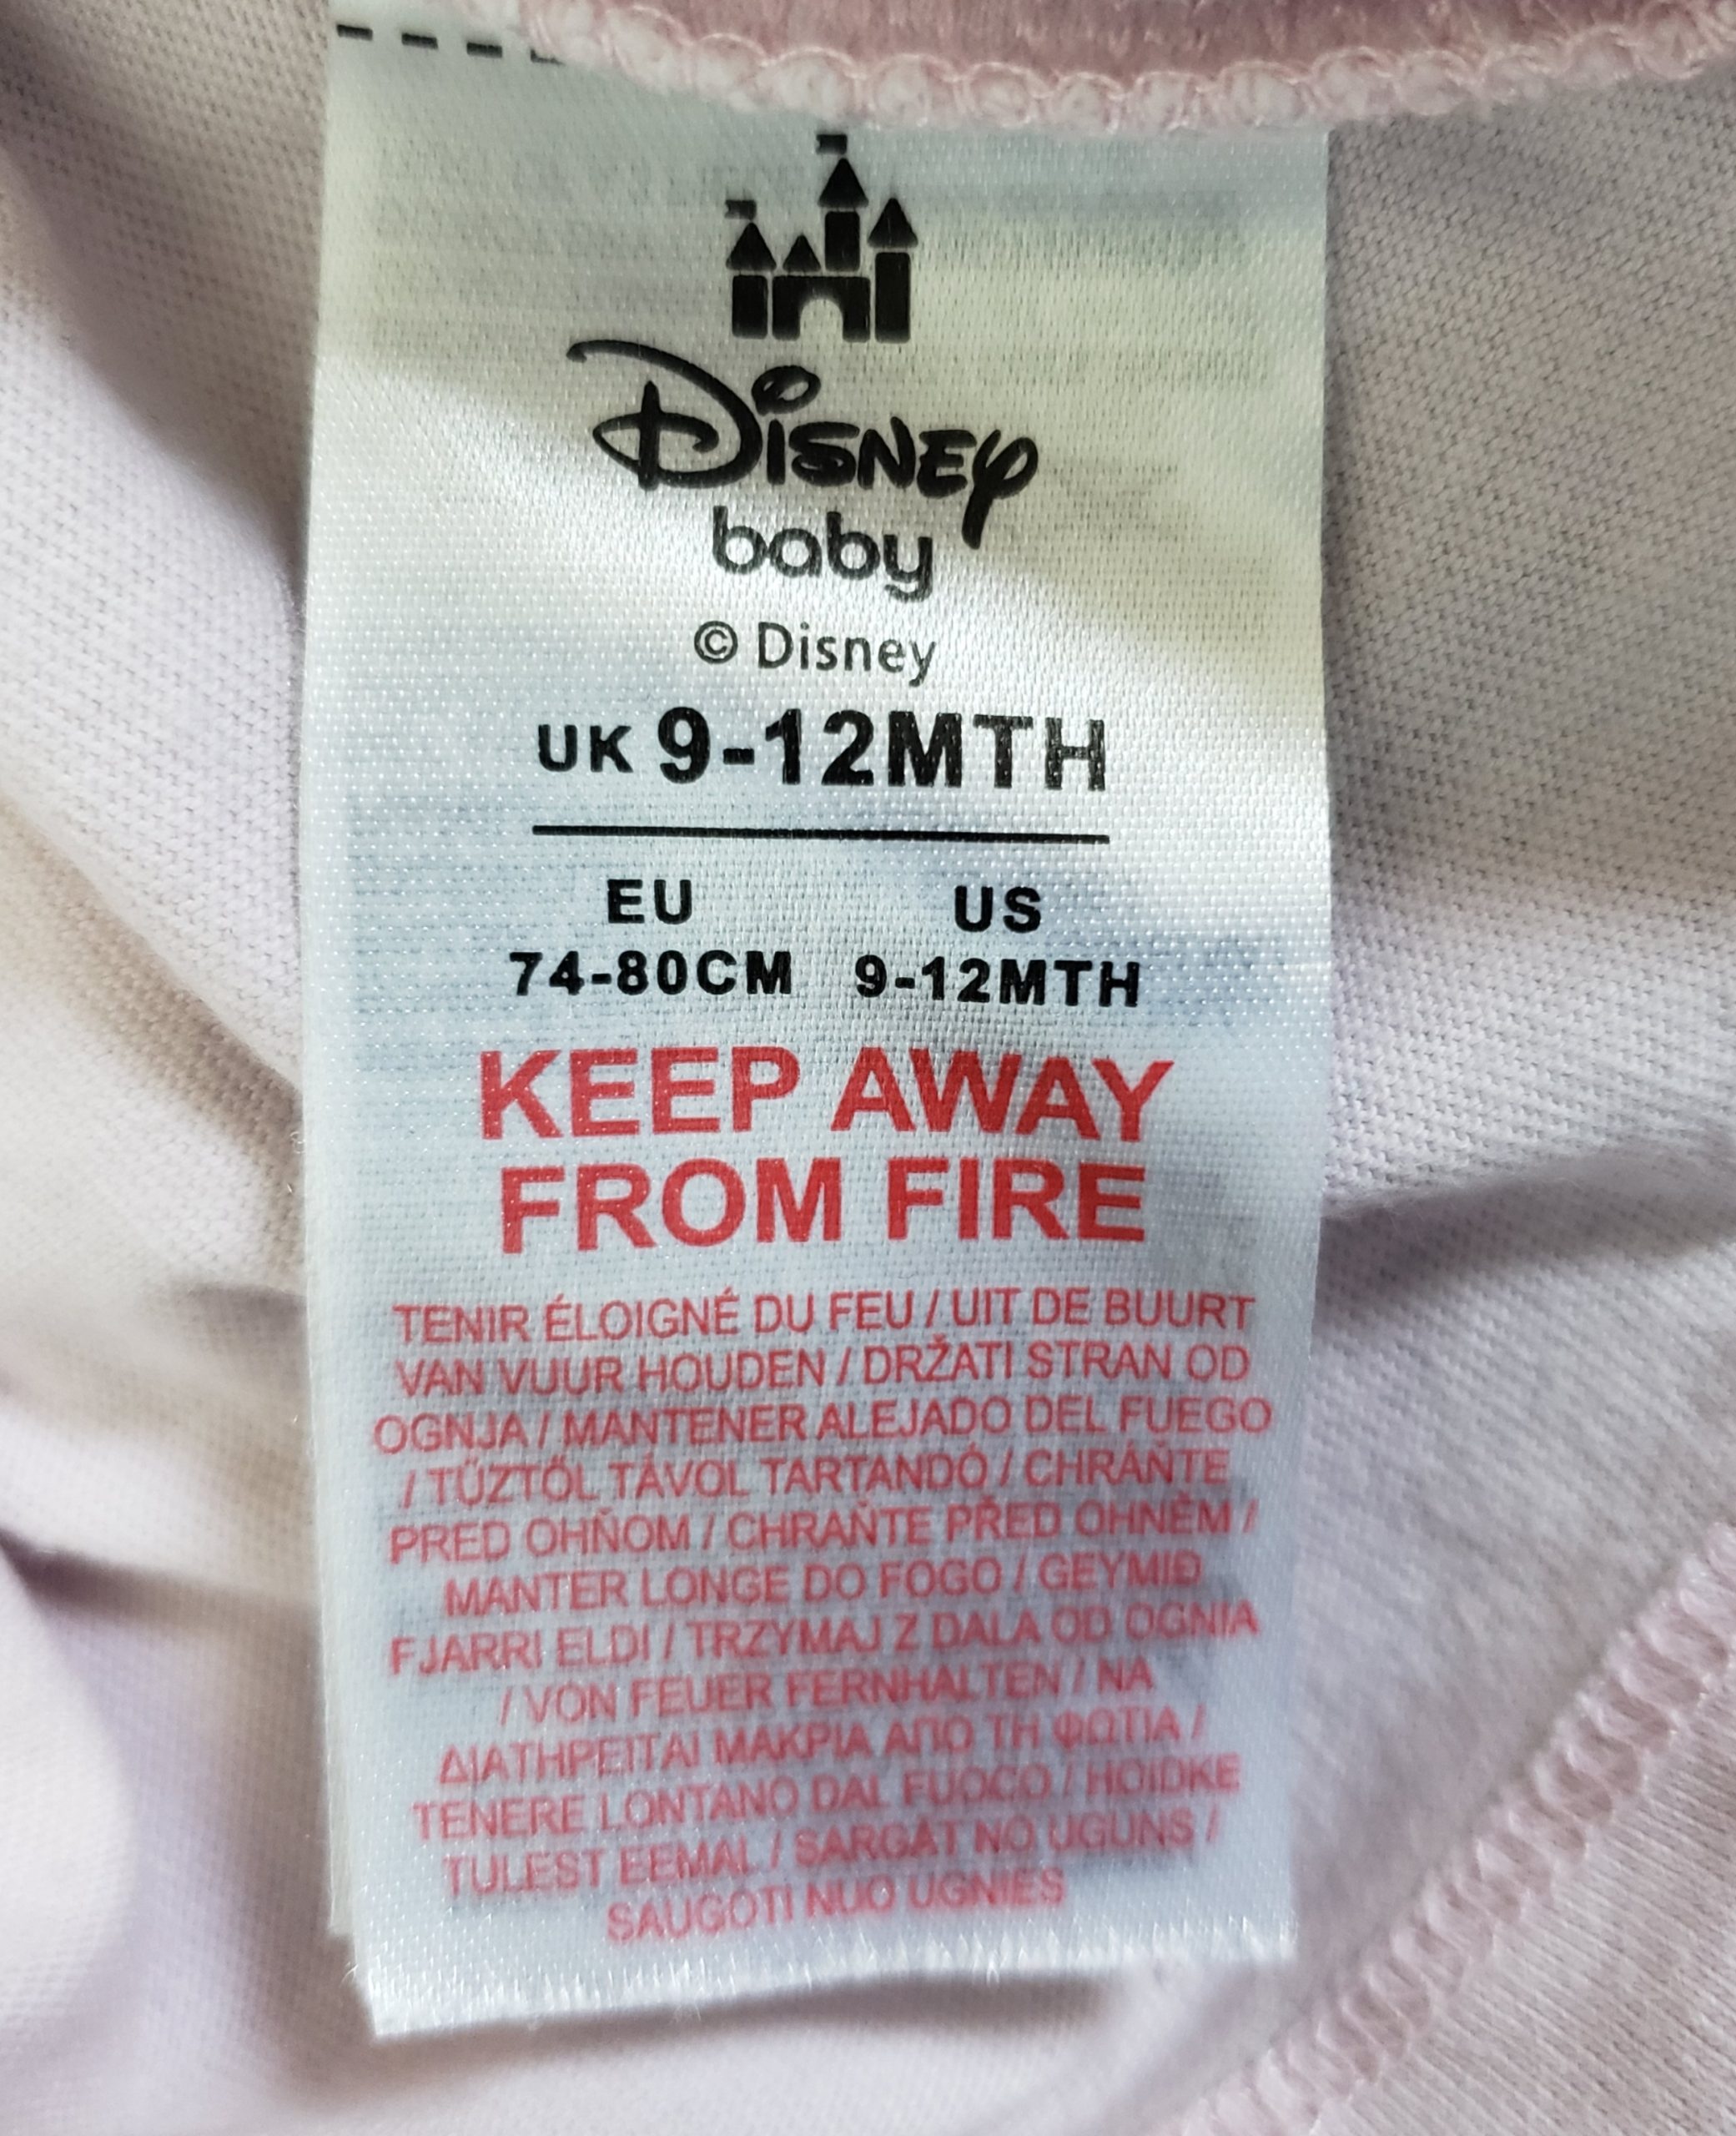 Disney
baby
© Disney
UK 9-12MTH
EU US
74-80CM 9-12MTH
KEEP AWAY
FROM FIRE
TENIR ÉLOIGNÉ DU FEU / UIT DE BUURT
VAN VUUR HOUDEN / DRŽATI STRAN OD
OGNJA / MANTENER ALEJADO DEL FUEGO
/ TŰZTŐL TÁVOL TARTANDÓ / CHRÁŇTE
PRED OHŇOM / CHRAŇTE PŘED OHNĚM /
MANTER LONGE DO FOGO / GEYMIÐ
FJARRI ELDI / TRZYMAJ Z DALA OD OGNIA
/ VON FEUER FERNHALTEN / ΝΑ
ΔΙΑΤΗΡΕΙΤΑΙ ΜΑΚΡΙΑ ΑΠΟ ΤΗ ΦΩΤΙΑ /
TENERE LONTANO DAL FUOCO / HOIDKE
TULEST EEMAL / SARGĀT NO UGUNS /
SAUGOTI NUO UGNIES